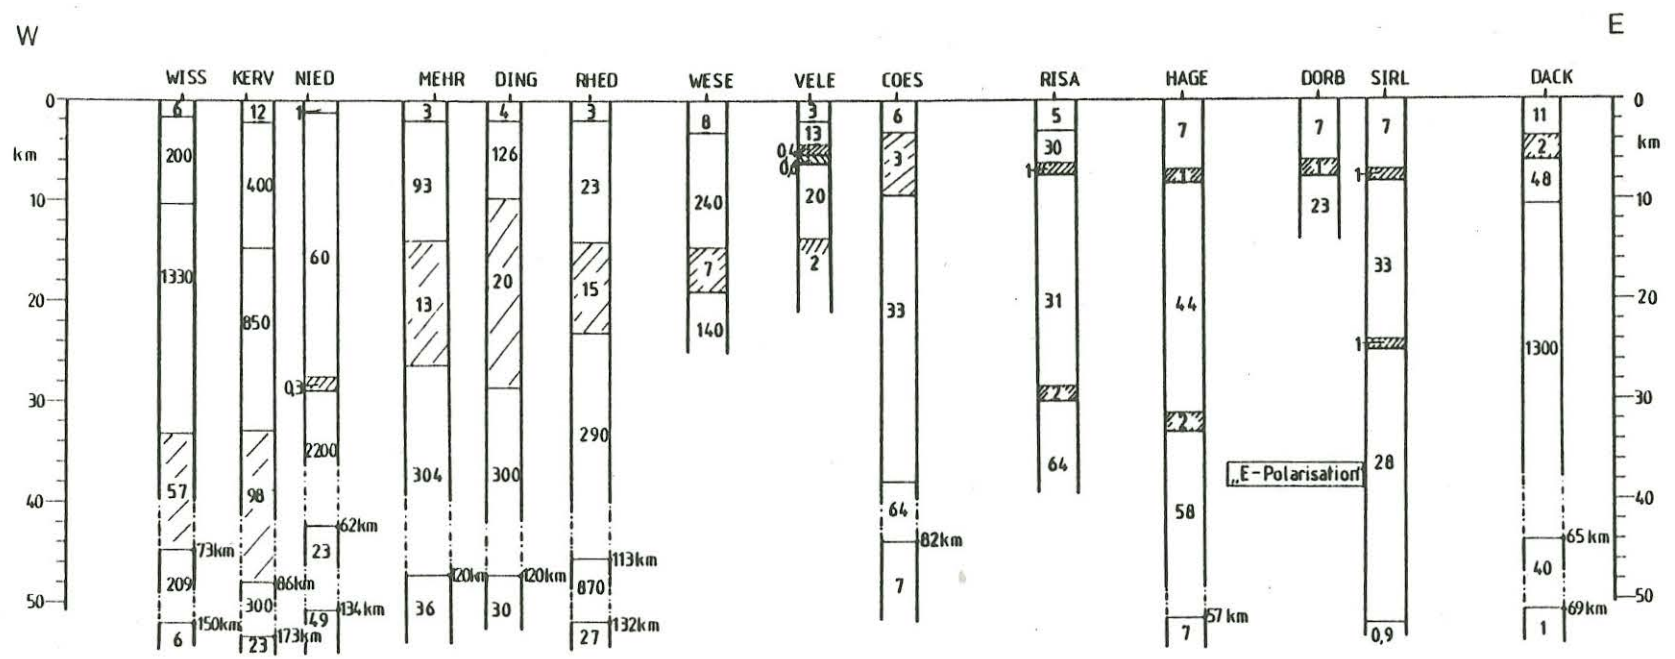 W E
WISS KERV NIED MEHR DING RHED WESE VELE COES RISA HAGE DORB SIRL DACK
0 6 12 1 3 4 3 8 3 6 5 7 7 7 11 0
km 200 126 13 3 30 2 km
0,4
400 93 23 1 1 1 1 48
10 240 20 23 10
60
1330 20 7 2 33
13 15
20 850 140 33 31 44 20
1300
0,3 1
30 2 2 30
2200 290
304 300 64 28
„E-Polarisation"
40 57 98 64 58 40
62km 82km 65km
73km 23 113km 40
209 86km 120km 120km 870 7
50 300 134km 36 30 57km 69km 50
150km 49 132km
6 23 173km 27 7 0,9 1